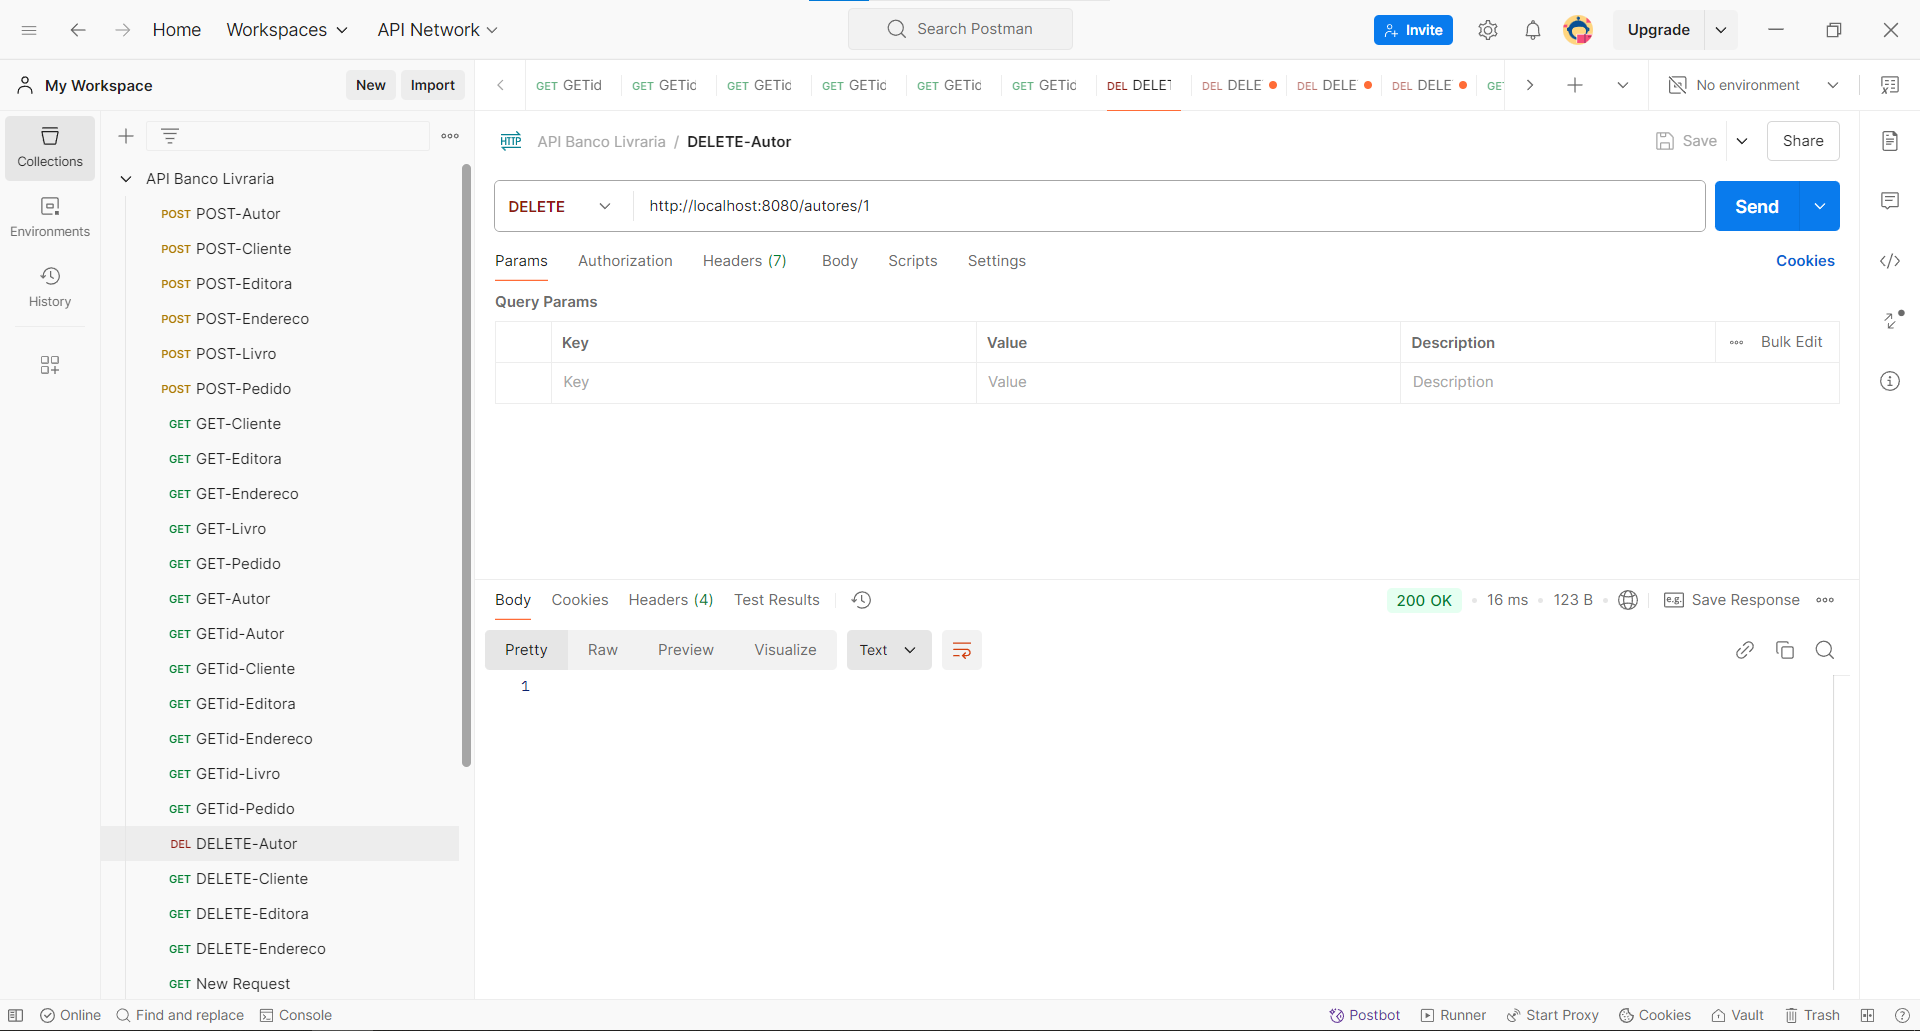 Home Workspaces API Network Search Postman Invite Upgrade
My Workspace New Import
GET GETid GET GETid GET GETid GET GETid GET GETid GET GETid DEL DELET DEL DELE DEL DELE DEL DELE GET No environment
Collections
Environments
History
API Banco Livraria
POST POST-Autor
POST POST-Cliente
POST POST-Editora
POST POST-Endereco
POST POST-Livro
POST POST-Pedido
GET GET-Cliente
GET GET-Editora
GET GET-Endereco
GET GET-Livro
GET GET-Pedido
GET GET-Autor
GET GETid-Autor
GET GETid-Cliente
GET GETid-Editora
GET GETid-Endereco
GET GETid-Livro
GET GETid-Pedido
DEL DELETE-Autor
GET DELETE-Cliente
GET DELETE-Editora
GET DELETE-Endereco
GET New Request
HTTP API Banco Livraria / DELETE-Autor Save Share
DELETE http://localhost:8080/autores/1 Send
Params Authorization Headers (7) Body Scripts Settings Cookies
Query Params
Key Value Description Bulk Edit
Key Value Description
Body Cookies Headers (4) Test Results 200 OK 16 ms 123 B e.g. Save Response
Pretty Raw Preview Visualize Text
1
Online Find and replace Console Postbot Runner Start Proxy Cookies Vault Trash